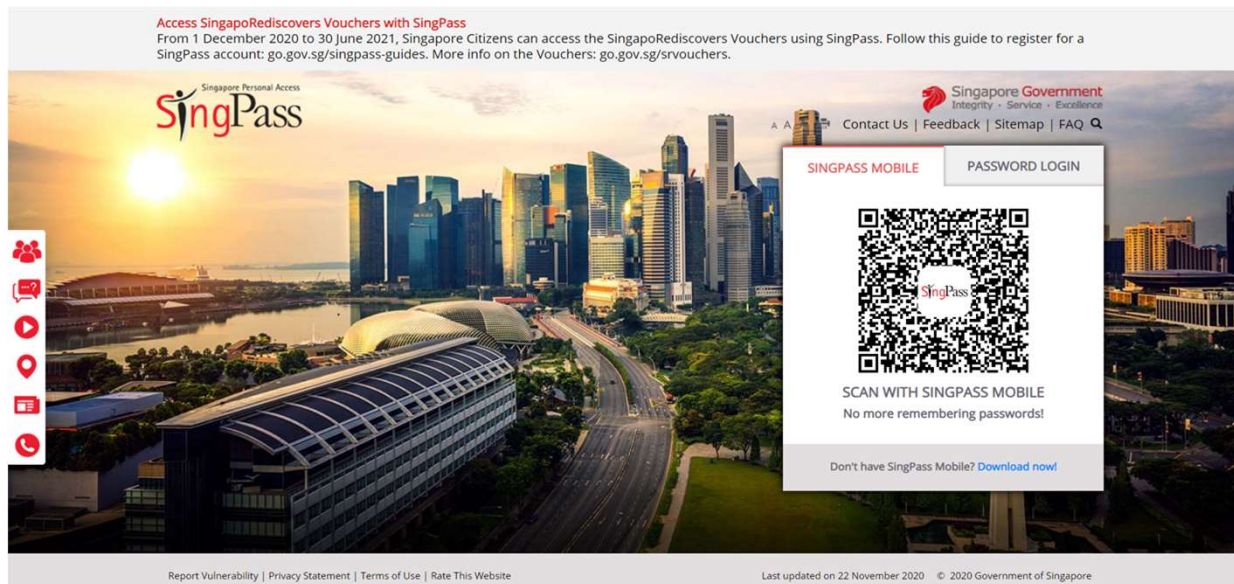 Access SingapoRediscovers Vouchers with SingPass
From 1 December 2020 to 30 June 2021, Singapore Citizens can access the SingapoRediscovers Vouchers using SingPass. Follow this guide to register for a
SingPass account: go.gov.sg/singpass-guides. More info on the Vouchers: go.gov.sg/srvouchers.
Singapore Personal Access
SingPass
Singapore Government
Integrity · Service · Excellence
A A Contact Us | Feedback | Sitemap | FAQ
SINGPASS MOBILE PASSWORD LOGIN
SingPass
SCAN WITH SINGPASS MOBILE
No more remembering passwords!
Don't have SingPass Mobile? Download now!
Report Vulnerability | Privacy Statement | Terms of Use | Rate This Website
Last updated on 22 November 2020 © 2020 Government of Singapore